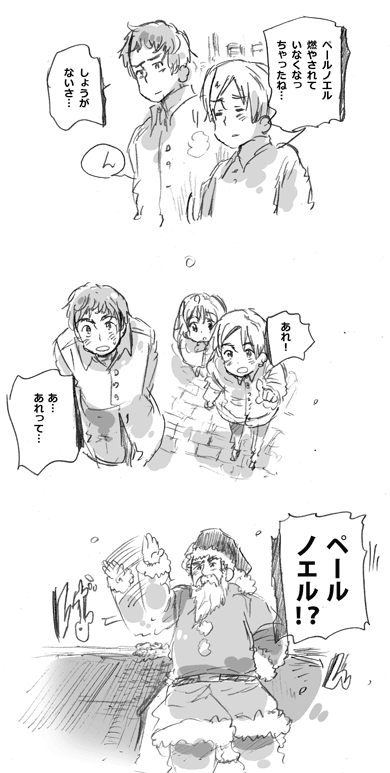 ペールノエル
燃やされて
いなくなっ
ちゃったね…
しょうが
ないさ…
ん
あれ！
あ…
あれって…
ペール
ノエル!?